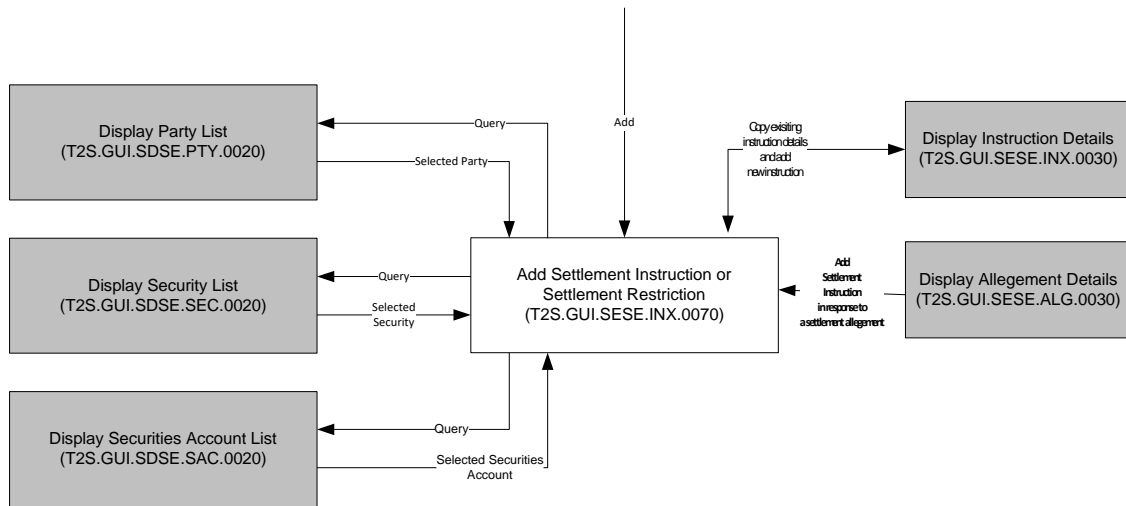 Display Party List
(T2S.GUI.SDSE.PTY.0020)
Query
Selected Party
Add
Copy exisiting
instruction details
and add
new instruction
Display Instruction Details
(T2S.GUI.SESE.INX.0030)
Display Security List
(T2S.GUI.SDSE.SEC.0020)
Query
Selected
Security
Add Settlement Instruction or
Settlement Restriction
(T2S.GUI.SESE.INX.0070)
Add
Settlement
Instruction
in response to
a settlement allegement
Display Allegement Details
(T2S.GUI.SESE.ALG.0030)
Display Securities Account List
(T2S.GUI.SDSE.SAC.0020)
Query
Selected Securities
Account